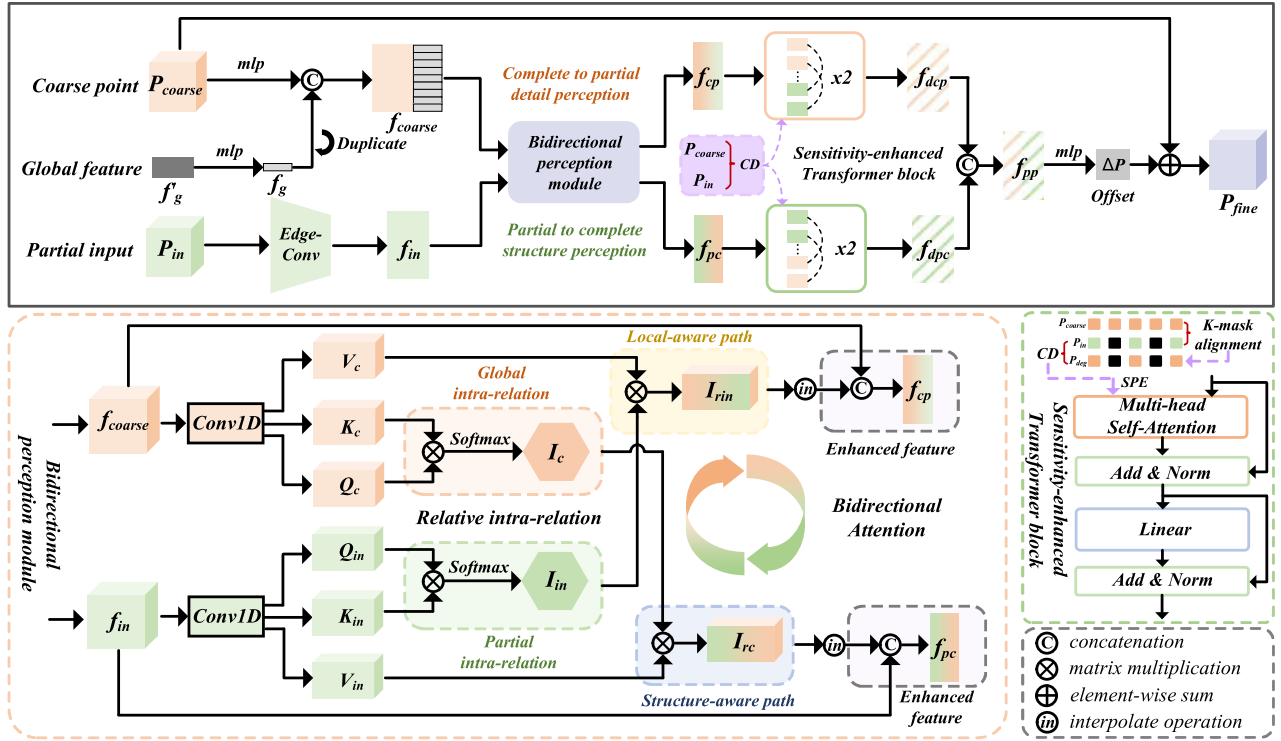 Coarse point
P_coarse
mlp
C
f_coarse
Duplicate
Global feature
f'_g
mlp
f_g
Partial input
P_in
Edge-
Conv
f_in
Complete to partial
detail perception
Bidirectional
perception
module
Partial to complete
structure perception
f_cp
x2
f_dcp
P_coarse
P_in
CD
Sensitivity-enhanced
Transformer block
f_pc
x2
f_dpc
C
f_pp
mlp
ΔP
Offset
P_fine
Bidirectional
perception module
f_coarse
Conv1D
V_c
K_c
Q_c
Global
intra-relation
Softmax
I_c
Relative intra-relation
f_in
Conv1D
Q_in
K_in
V_in
Softmax
I_in
Partial
intra-relation
Local-aware path
I_rin
in
C
f_cp
Enhanced feature
Bidirectional
Attention
I_rc
Structure-aware path
in
C
f_pc
Enhanced
feature
P_coarse
P_in
P_deg
CD
K-mask
alignment
SPE
Sensitivity-enhanced
Transformer block
Multi-head
Self-Attention
Add & Norm
Linear
Add & Norm
C concatenation
matrix multiplication
element-wise sum
in interpolate operation